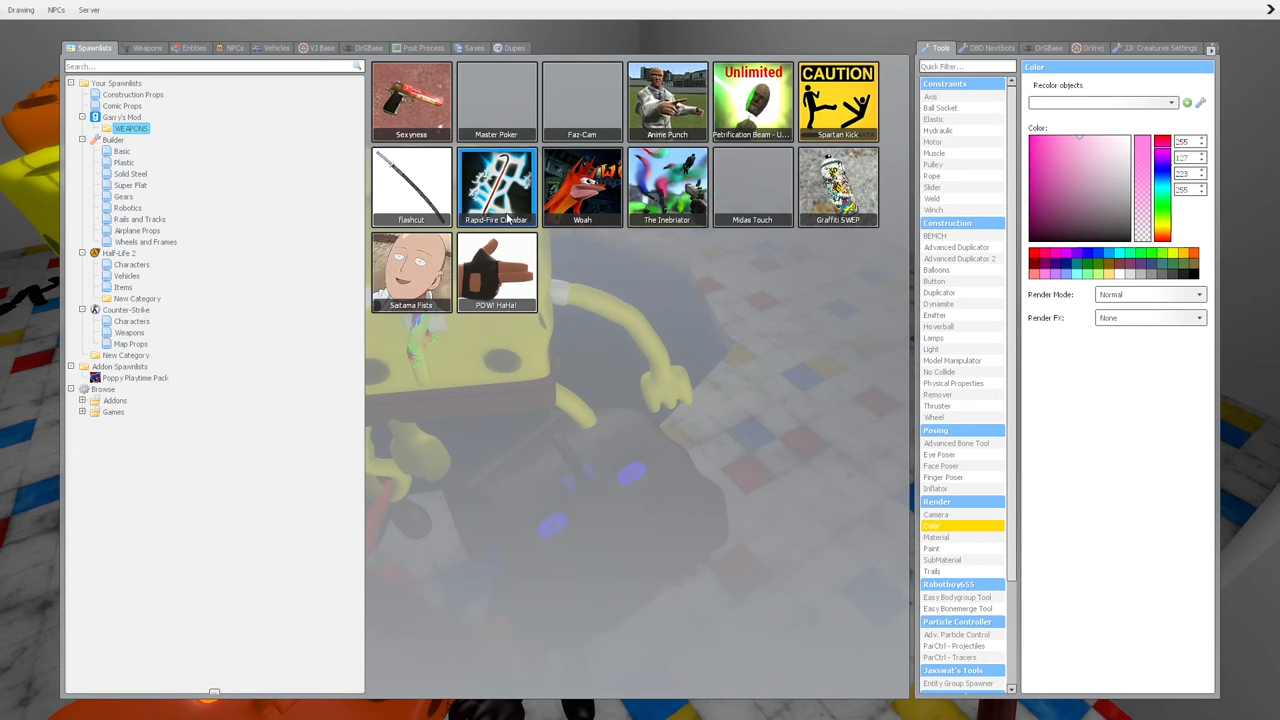 Drawing NPCs Server
Spawnlists Weapons Entities NPCs Vehicles VJ Base DrGBase Post Process Saves Dupes
Search...
Your Spawnlists
Construction Props
Comic Props
Garry's Mod
WEAPONS
Builder
Basic
Plastic
Solid Steel
Super Flat
Gears
Robotics
Rails and Tracks
Airplane Props
Wheels and Frames
Half-Life 2
Characters
Vehicles
Items
New Category
Counter-Strike
Characters
Weapons
Map Props
New Category
Addon Spawnlists
Poppy Playtime Pack
Browse
Addons
Games
Unlimited
CAUTION
Sexyness Master Poker Faz-Cam Anime Punch Petrification Beam - U... Spartan Kick
flashcut Rapid-Fire Crowbar Woah The Inebriator Midas Touch Graffiti SWEP
Saitama Fists POW! HaHa!
Tools DBD Nextbots DrGBase DrVrej JJK Creatures Settings
Quick Filter...
Constraints
Axis
Ball Socket
Elastic
Hydraulic
Motor
Muscle
Pulley
Rope
Slider
Weld
Winch
Construction
BEMCH
Advanced Duplicator
Advanced Duplicator 2
Balloons
Button
Duplicator
Dynamite
Emitter
Hoverball
Lamps
Light
Model Manipulator
No Collide
Physical Properties
Remover
Thruster
Wheel
Posing
Advanced Bone Tool
Eye Poser
Face Poser
Finger Poser
Inflator
Render
Camera
Color
Material
Paint
SubMaterial
Trails
Robotboy655
Easy Bodygroup Tool
Easy Bonemerge Tool
Particle Controller
Adv. Particle Control
ParCtrl - Projectiles
ParCtrl - Tracers
Jaxswat's Tools
Entity Group Spawner
Color
Recolor objects
Color:
255
127
223
255
Render Mode: Normal
Render FX: None